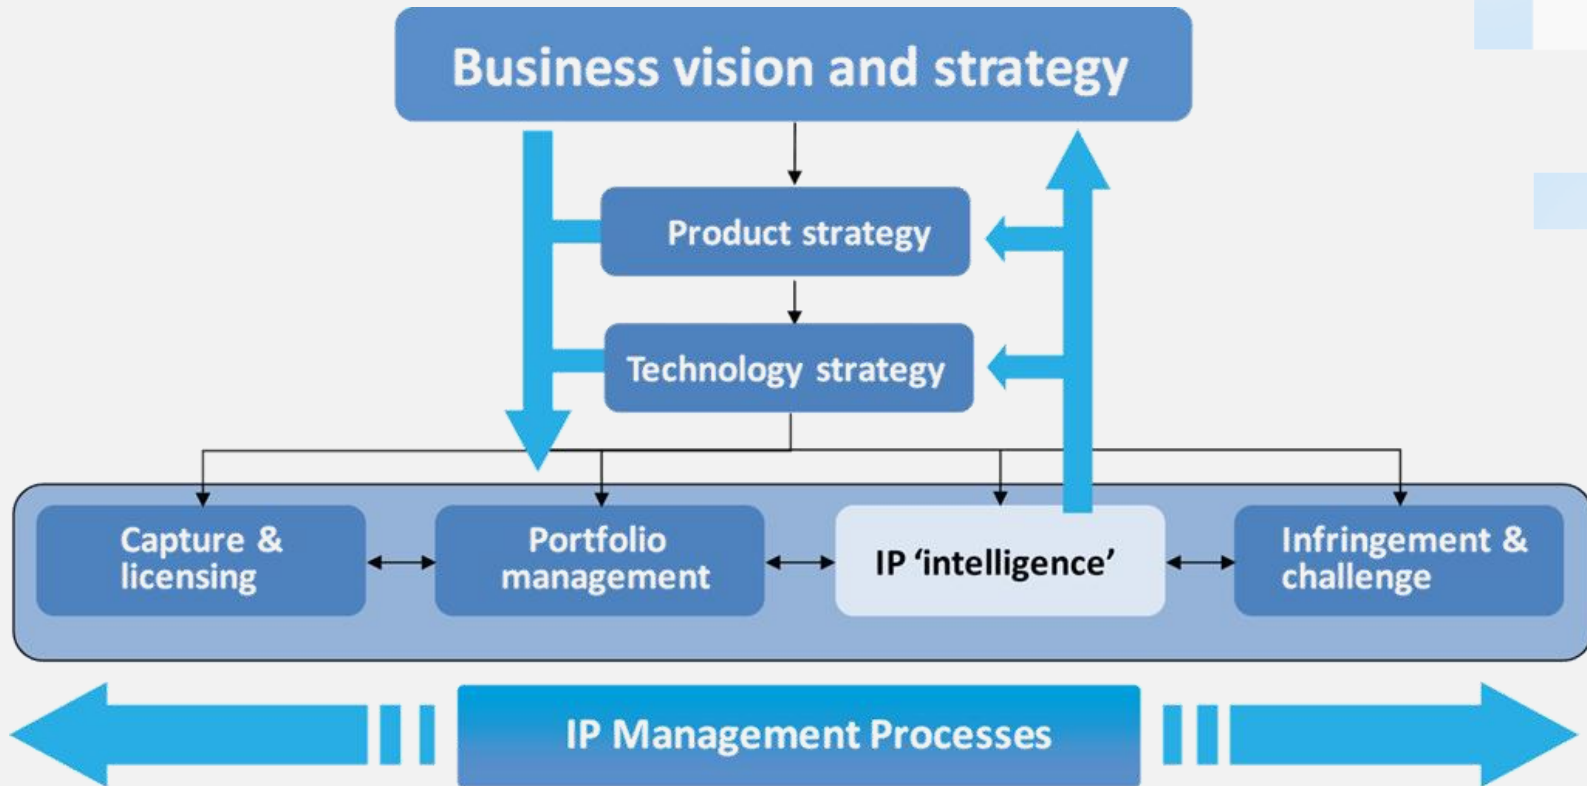 Business vision and strategy
Product strategy
Technology strategy
Capture &
licensing
Portfolio
management
IP ‘intelligence’
Infringement &
challenge
IP Management Processes